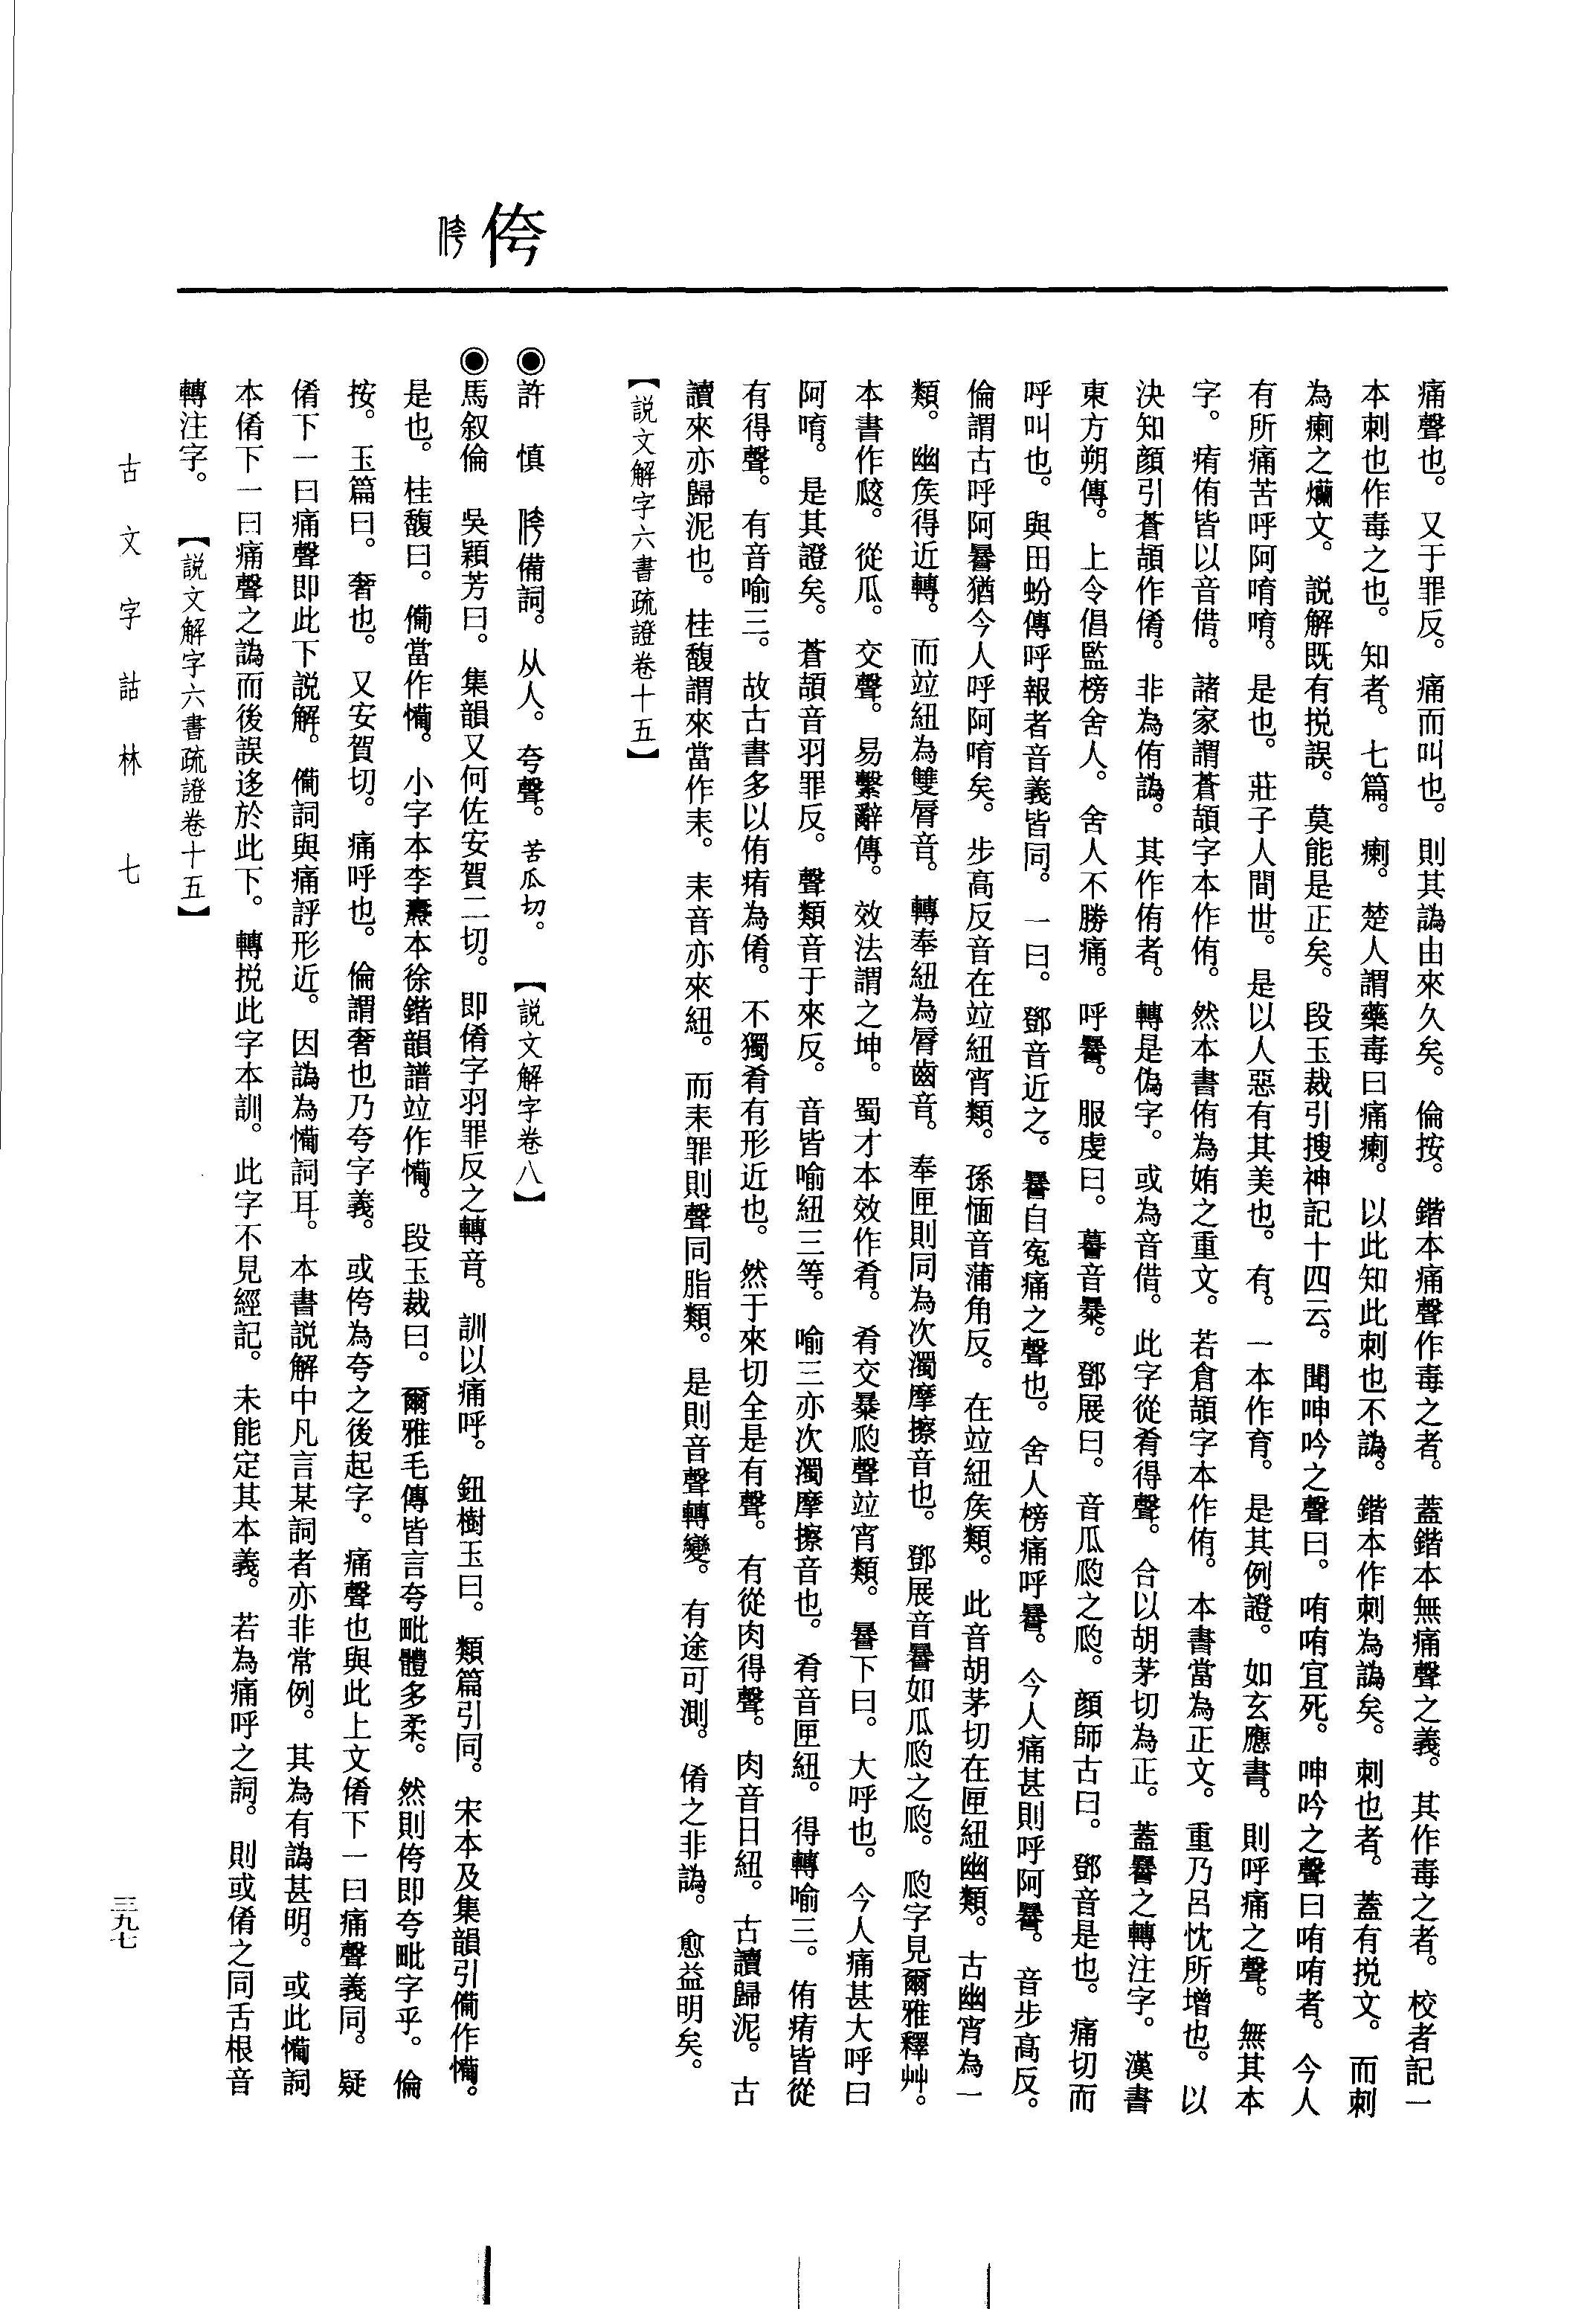 侉
痛聲也。又于罪反。痛而叫也。則其譌由來久矣。倫按。鍇本痛聲作毒之者。蓋鍇本無痛聲之義。其作毒之者。校者記一
本刺也作毒之也。知者。七篇。瘌。楚人謂藥毒曰痛瘌。以此知此刺也不譌。鍇本作刺為譌矣。刺也者。蓋有挩文。而刺
為瘌之爛文。説解既有挩誤。莫能是正矣。段玉裁引搜神記十四云。聞呻吟之聲曰。哊哊宜死。呻吟之聲曰哊哊者。今人
有所痛苦呼阿唷唷。是也。莊子人間世。是以人惡有其美也。有。一本作育。是其例證。如玄應書。則呼痛之聲。無其本
字。痏侑皆以音借。諸家謂蒼頡字本作侑。然本書侑為姷之重文。若倉頡字本作侑。本書當為正文。重乃呂忱所增也。以
決知顏引蒼頡作倄。非為侑譌。其作侑者。轉是偽字。或為音借。此字從肴得聲。合以胡茅切為正。蓋謈之轉注字。漢書
東方朔傳。上令倡監榜舍人。舍人不勝痛。呼謈。服虔曰。謈音暴。鄧展曰。音瓜瓝之瓝。顏師古曰。鄧音是也。痛切而
呼叫也。與田蚡傳呼報者音義皆同。一曰。鄧音近之。謈自冤痛之聲也。舍人榜痛呼謈。今人痛甚則呼阿謈。音步高反。
倫謂古呼阿謈猶今人呼阿唷矣。步高反音在竝紐宵類。孫愐音蒲角反。在竝紐矦類。此音胡茅切在匣紐幽類。古幽宵為一
類。幽矦得近轉。而竝紐為雙脣音。轉奉紐為脣齒音。奉匣則同為次濁摩擦音也。鄧展音謈如瓜瓝之瓝。瓝字見爾雅釋艸。
本書作㼎。從瓜。交聲。易繫辭傳。效法謂之坤。蜀才本效作肴。肴交暴瓝聲竝宵類。謈下曰。大呼也。今人痛甚大呼曰
阿唷。是其證矣。蒼頡音羽罪反。聲類音于來反。音皆喻紐三等。喻三亦次濁摩擦音也。肴音匣紐。得轉喻三。侑痏皆從
有得聲。有音喻三。故古書多以侑痏為倄。不獨肴有形近也。然于來切全是有聲。有從肉得聲。肉音日紐。古讀歸泥。古
讀來亦歸泥也。桂馥謂來當作耒。耒音亦來紐。而耒罪則聲同脂類。是則音聲轉變。有途可測。倄之非譌。愈益明矣。
【説文解字六書疏證卷十五】
◉許　慎　侉備詞。从人。夸聲。苦瓜切。【説文解字卷八】
◉馬叙倫　吳穎芳曰。集韻又何佐安賀二切。即倄字羽罪反之轉音。訓以痛呼。鈕樹玉曰。類篇引同。宋本及集韻引僃作憊。
是也。桂馥曰。僃當作憊。小字本李燾本徐鍇韻譜竝作憊。段玉裁曰。爾雅毛傳皆言夸毗體多柔。然則侉即夸毗字乎。倫
按。玉篇曰。奢也。又安賀切。痛呼也。倫謂奢也乃夸字義。或侉為夸之後起字。痛聲也與此上文倄下一曰痛聲義同。疑
倄下一曰痛聲即此下説解。僃詞與痛評形近。因譌為憊詞耳。本書説解中凡言某詞者亦非常例。其為有譌甚明。或此憊詞
本倄下一曰痛聲之譌而後誤迻於此下。轉挩此字本訓。此字不見經記。未能定其本義。若為痛呼之詞。則或倄之同舌根音
轉注字。【説文解字六書疏證卷十五】
古文字詁林　七
三九七